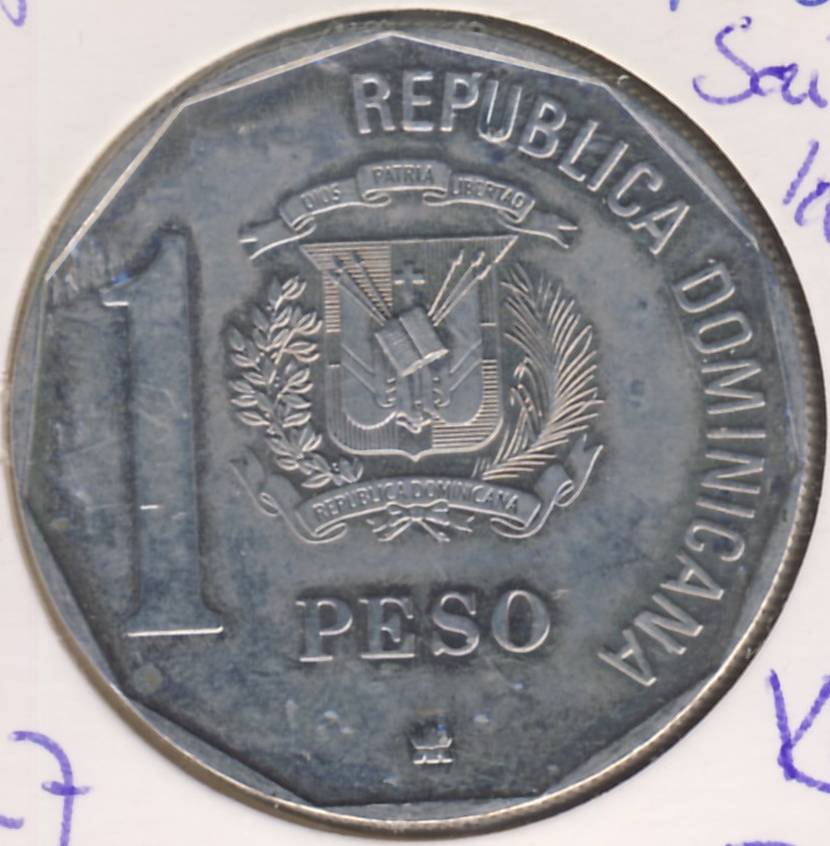 REPUBLICA DOMINICANA
DIOS PATRIA LIBERTAD
1
REPUBLICA DOMINICANA
PESO